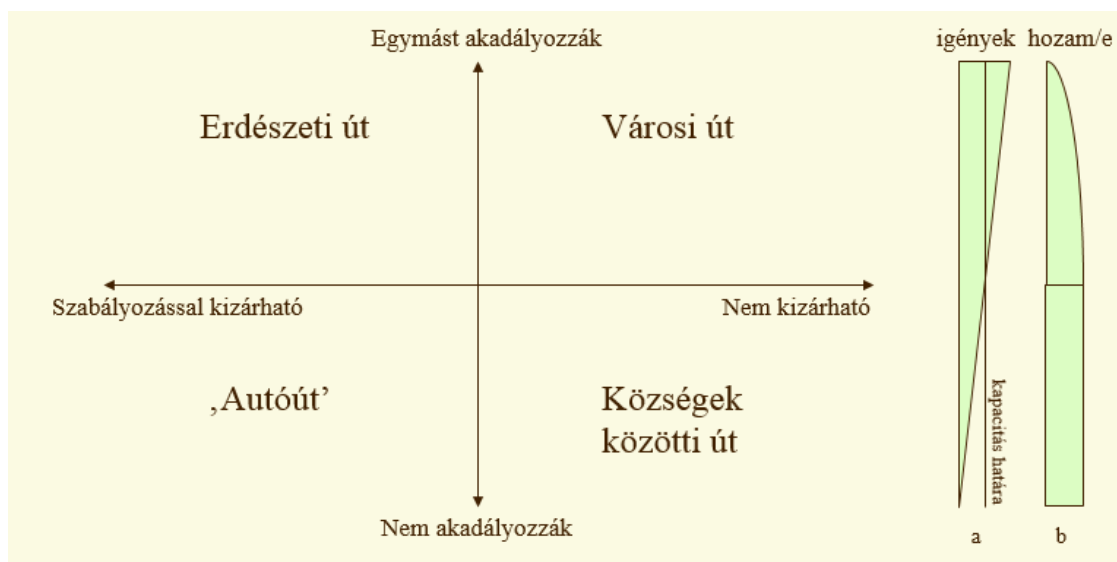 Egymást akadályozzák
igények hozam/e
Erdészeti út
Városi út
Szabályozással kizárható
Nem kizárható
‚Autóút’
Községek
közötti út
kapacitás határa
Nem akadályozzák
a
b